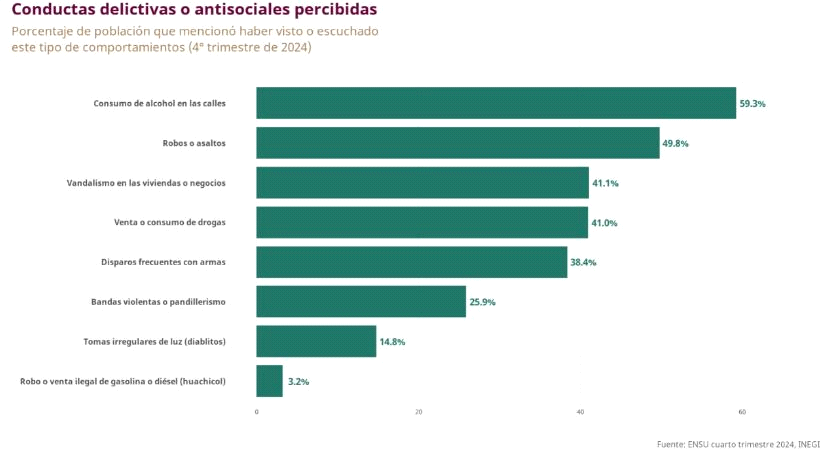 Conductas delictivas o antisociales percibidas
Porcentaje de población que mencionó haber visto o escuchado
este tipo de comportamientos (4° trimestre de 2024)
Consumo de alcohol en las calles 59.3%
Robos o asaltos 49.8%
Vandalismo en las viviendas o negocios 41.1%
Venta o consumo de drogas 41.0%
Disparos frecuentes con armas 38.4%
Bandas violentas o pandillerismo 25.9%
Tomas irregulares de luz (diablitos) 14.8%
Robo o venta ilegal de gasolina o diésel (huachicol) 3.2%
0 20 40 60
Fuente: ENSU cuarto trimestre 2024, INEGI